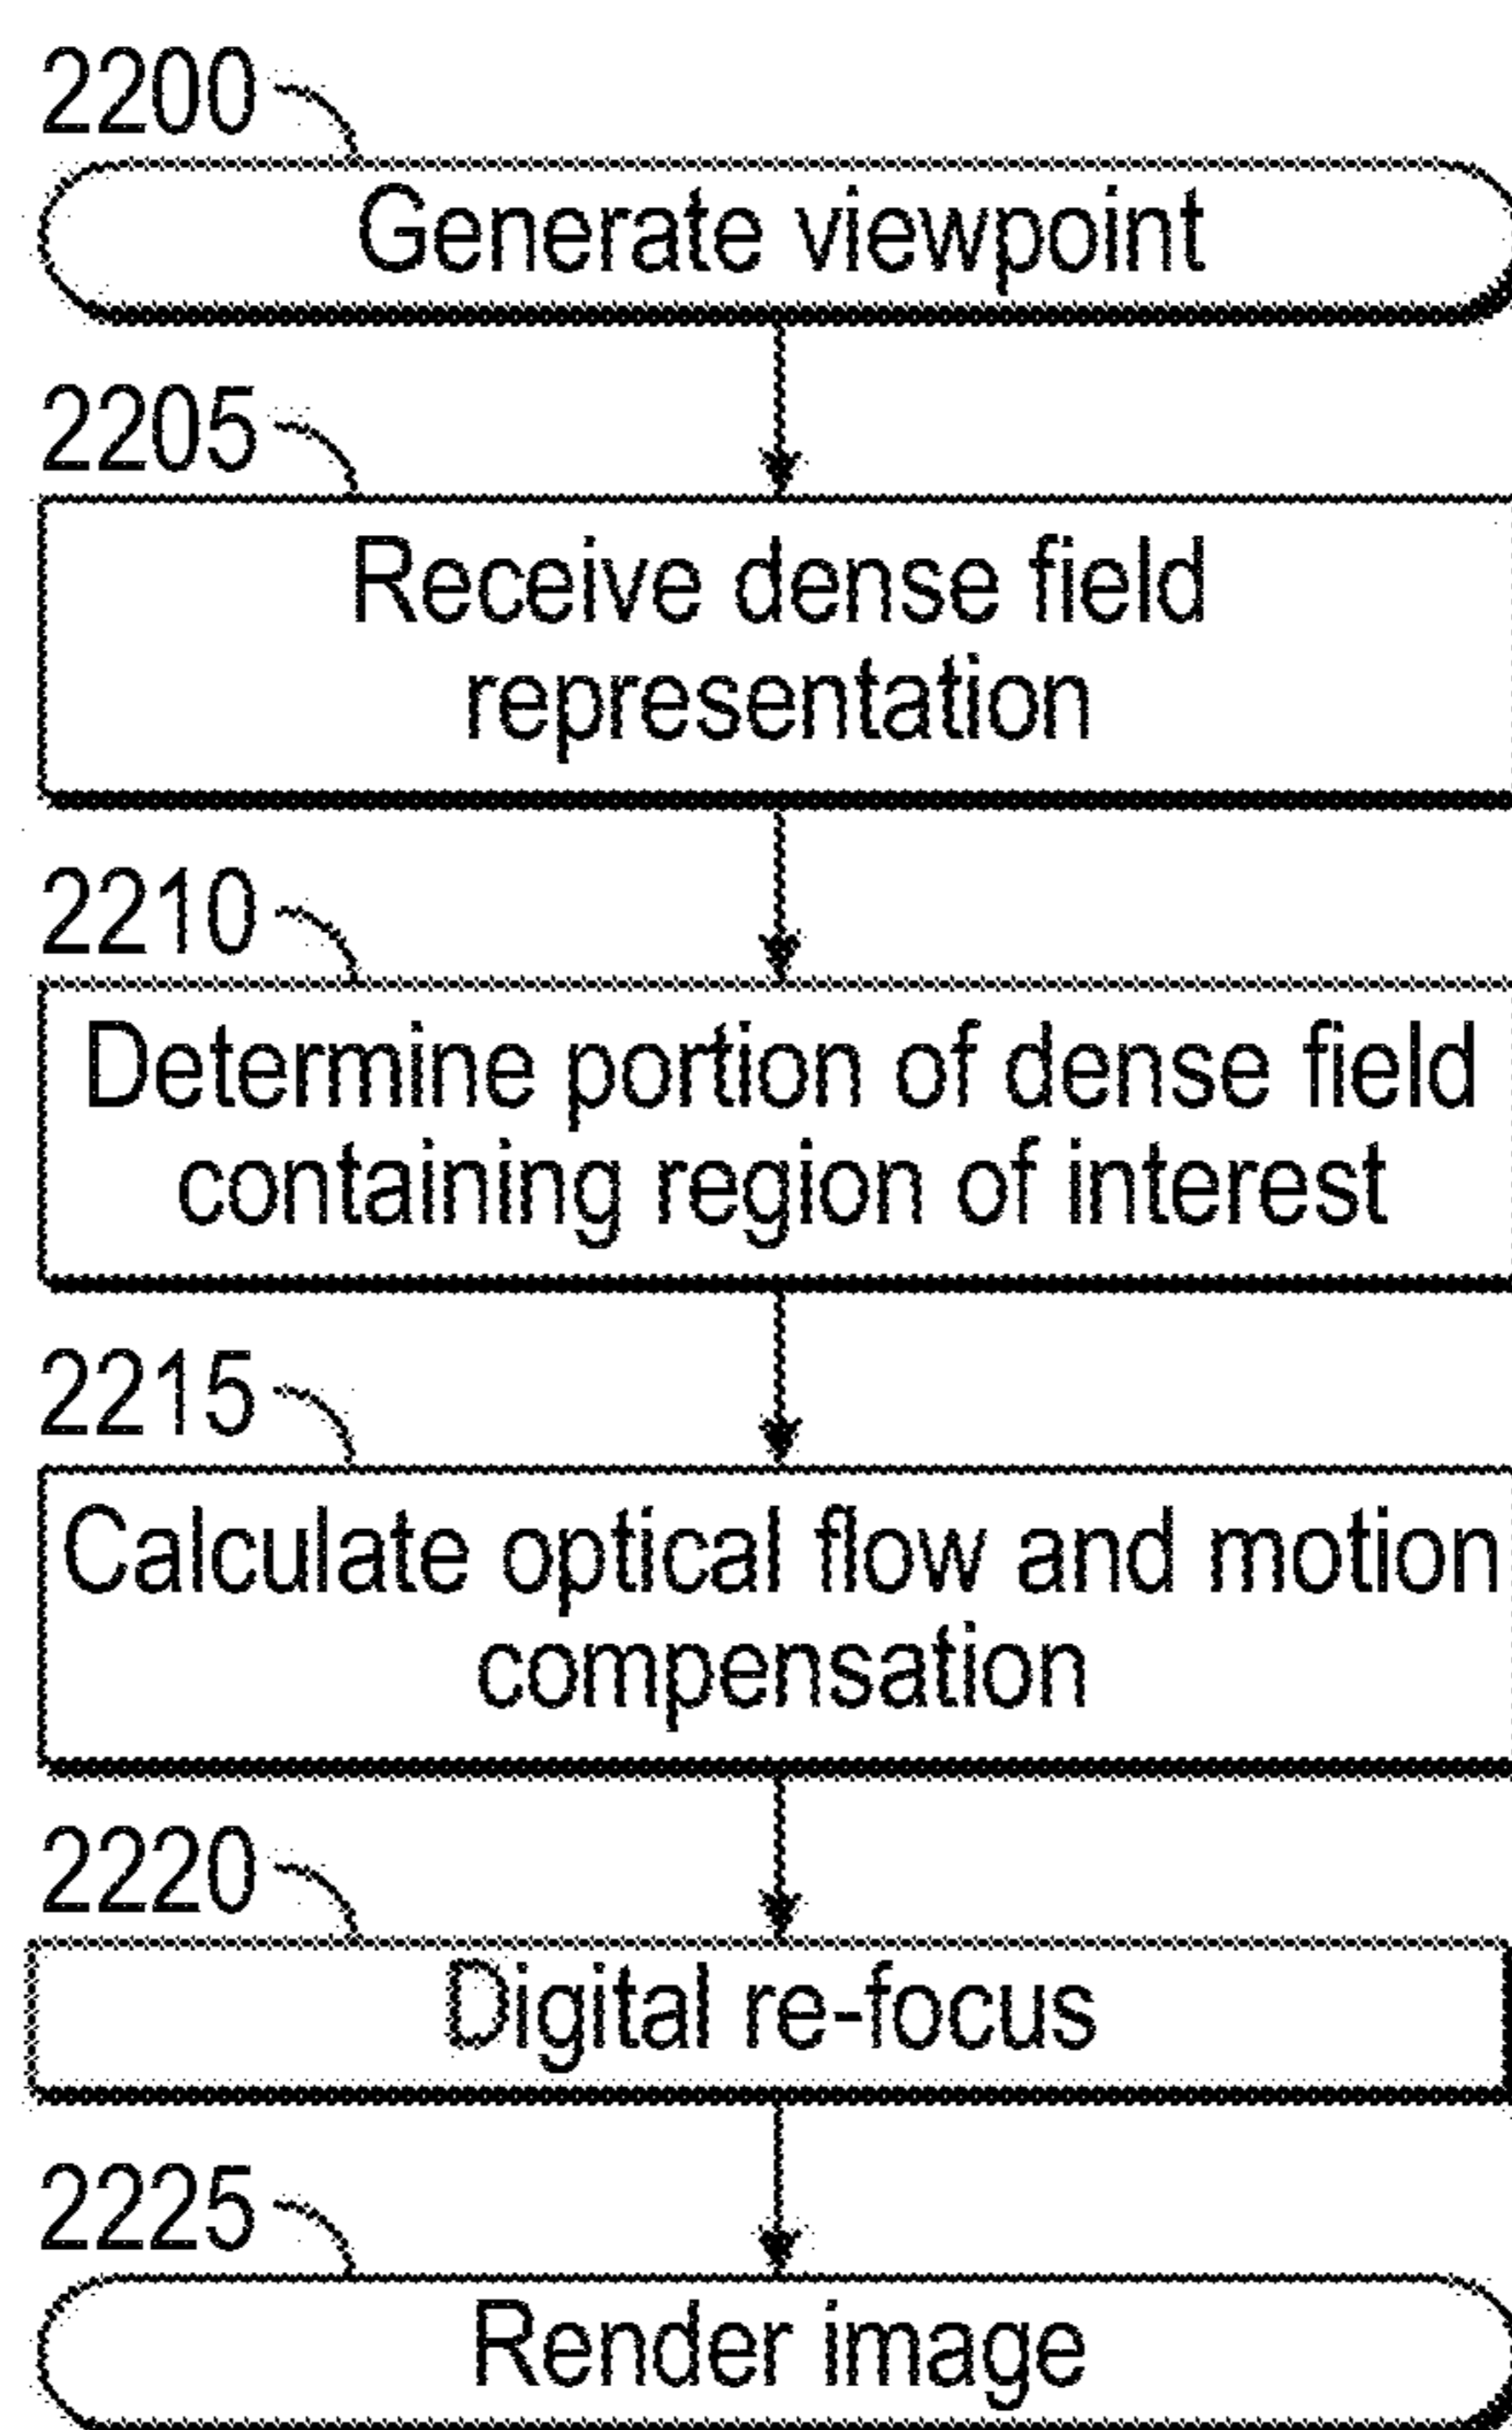 2200
Generate viewpoint
2205
Receive dense field
representation
2210
Determine portion of dense field
containing region of interest
2215
Calculate optical flow and motion
compensation
2220
Digital re-focus
2225
Render image